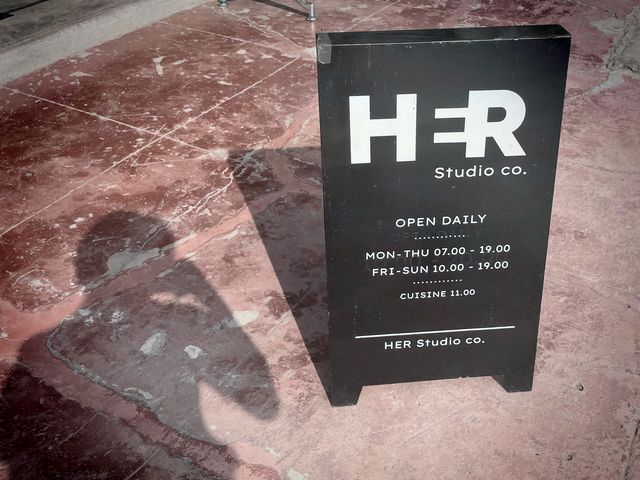 HER
Studio co.
OPEN DAILY
MON-THU 07.00 - 19.00
FRI-SUN 10.00 - 19.00
CUISINE 11.00
HER Studio co.